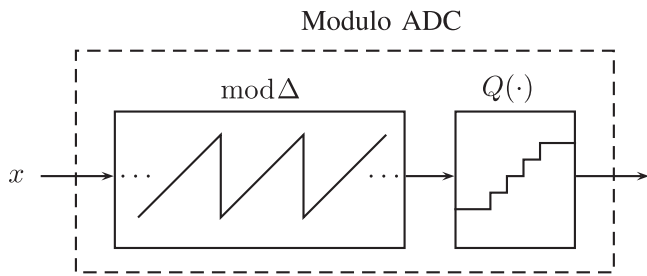 Modulo ADC
mod Δ
Q(·)
x
··· ···